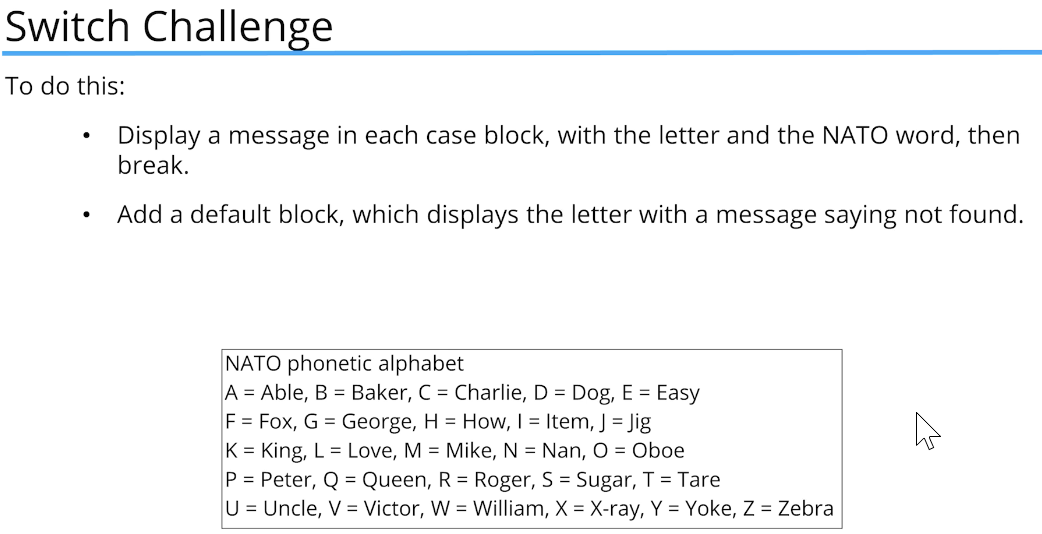 Switch Challenge
To do this:
• Display a message in each case block, with the letter and the NATO word, then
break.
• Add a default block, which displays the letter with a message saying not found.
NATO phonetic alphabet
A = Able, B = Baker, C = Charlie, D = Dog, E = Easy
F = Fox, G = George, H = How, I = Item, J = Jig
K = King, L = Love, M = Mike, N = Nan, O = Oboe
P = Peter, Q = Queen, R = Roger, S = Sugar, T = Tare
U = Uncle, V = Victor, W = William, X = X-ray, Y = Yoke, Z = Zebra